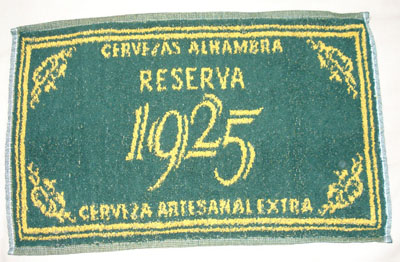 CERVEZAS ALHAMBRA
RESERVA
1925
CERVEZA ARTESANAL EXTRA